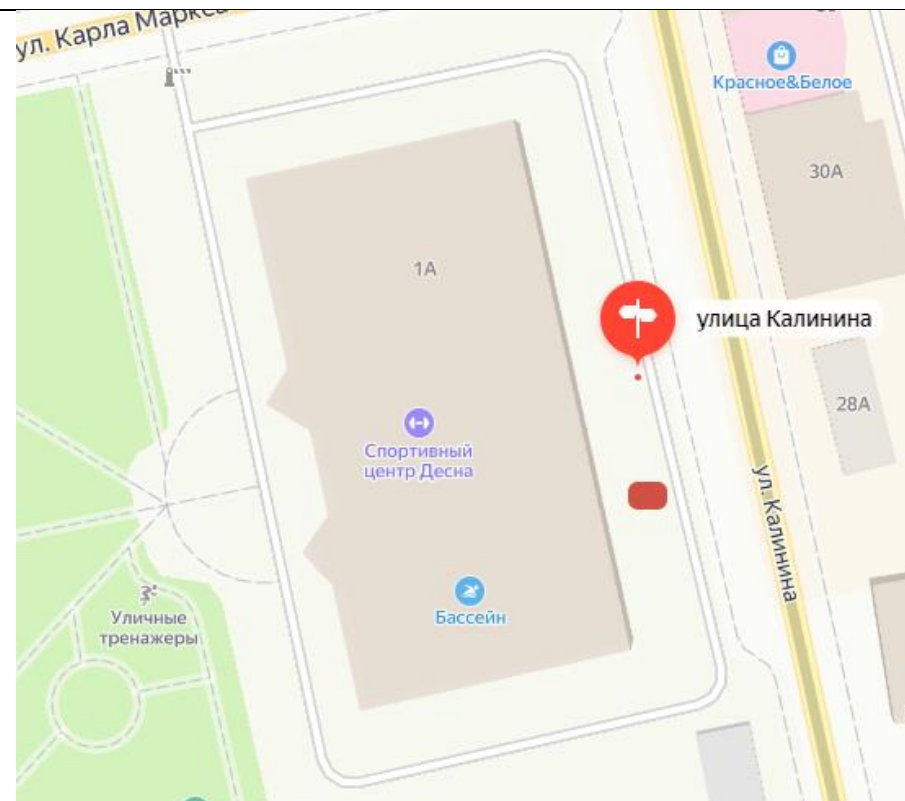 ул. Карла Маркса
Красное&Белое
30А
1А
улица Калинина
28А
Спортивный
центр Десна
ул. Калинина
Бассейн
Уличные
тренажеры